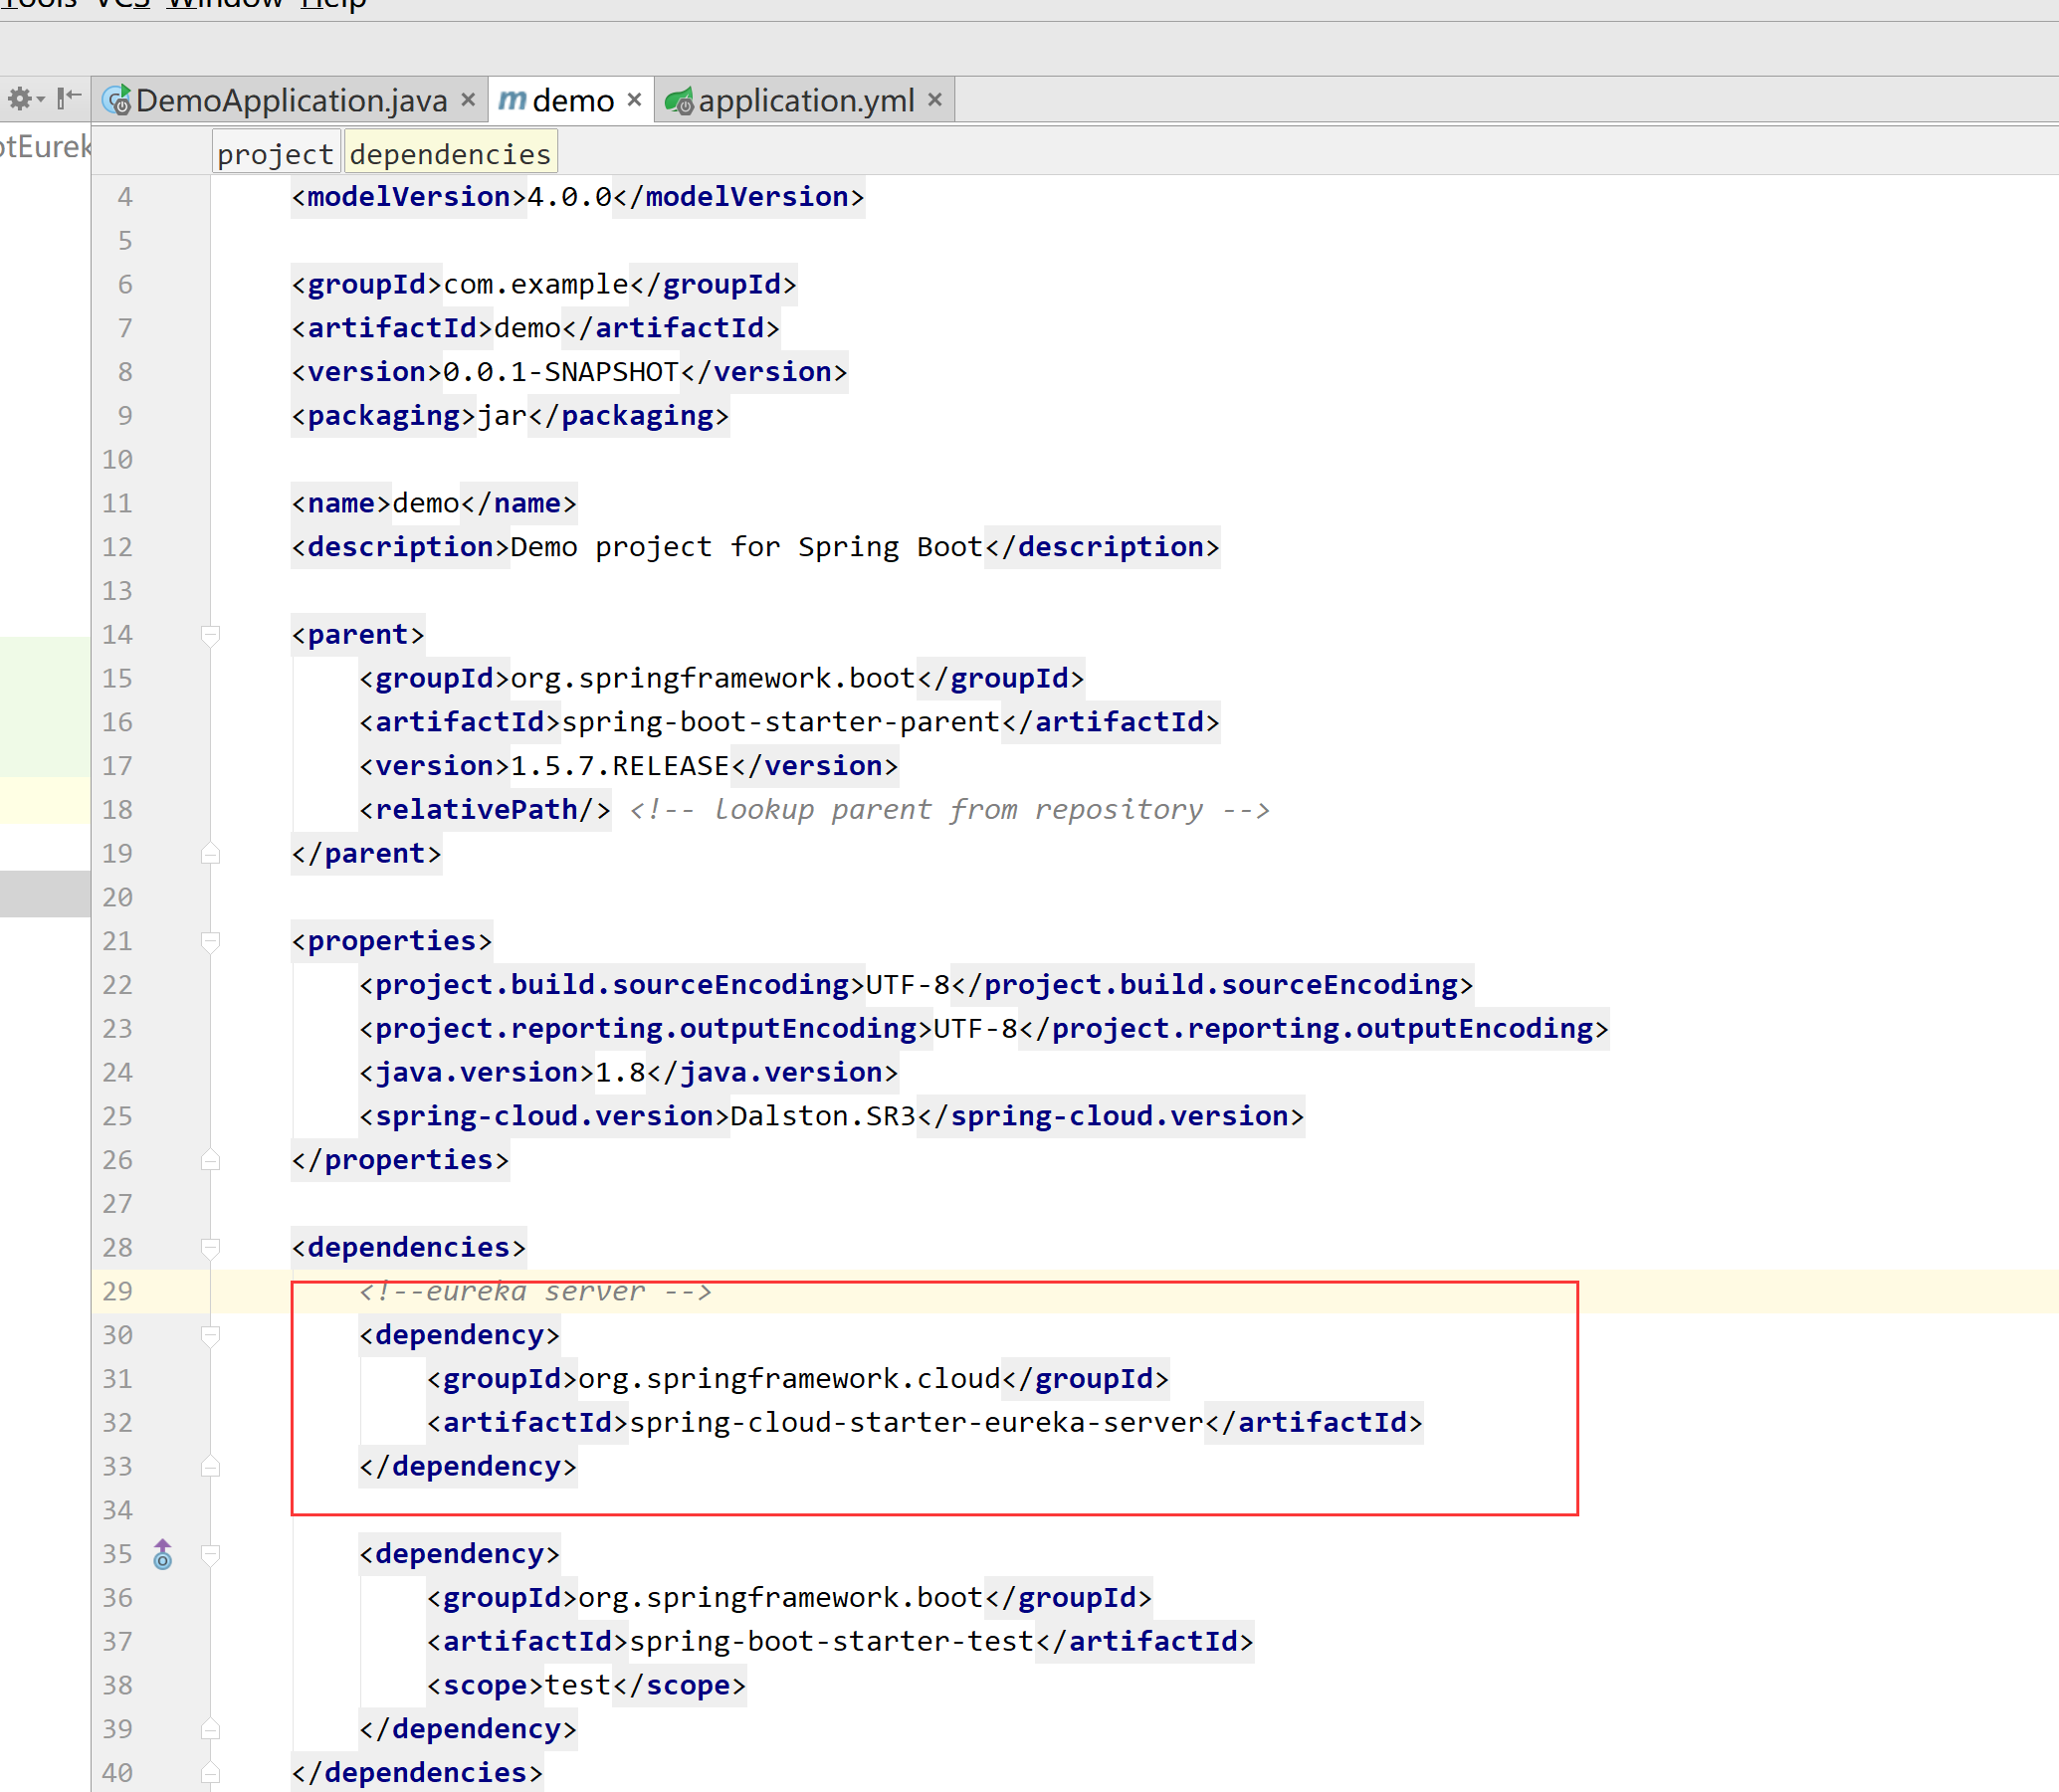 Tools VCS Window Help
DemoApplication.java × m demo × application.yml ×
otEurek
project dependencies
4 <modelVersion>4.0.0</modelVersion>
5
6 <groupId>com.example</groupId>
7 <artifactId>demo</artifactId>
8 <version>0.0.1-SNAPSHOT</version>
9 <packaging>jar</packaging>
10
11 <name>demo</name>
12 <description>Demo project for Spring Boot</description>
13
14 <parent>
15 <groupId>org.springframework.boot</groupId>
16 <artifactId>spring-boot-starter-parent</artifactId>
17 <version>1.5.7.RELEASE</version>
18 <relativePath/> <!-- lookup parent from repository -->
19 </parent>
20
21 <properties>
22 <project.build.sourceEncoding>UTF-8</project.build.sourceEncoding>
23 <project.reporting.outputEncoding>UTF-8</project.reporting.outputEncoding>
24 <java.version>1.8</java.version>
25 <spring-cloud.version>Dalston.SR3</spring-cloud.version>
26 </properties>
27
28 <dependencies>
29 <!--eureka server -->
30 <dependency>
31 <groupId>org.springframework.cloud</groupId>
32 <artifactId>spring-cloud-starter-eureka-server</artifactId>
33 </dependency>
34
35 <dependency>
36 <groupId>org.springframework.boot</groupId>
37 <artifactId>spring-boot-starter-test</artifactId>
38 <scope>test</scope>
39 </dependency>
40 </dependencies>